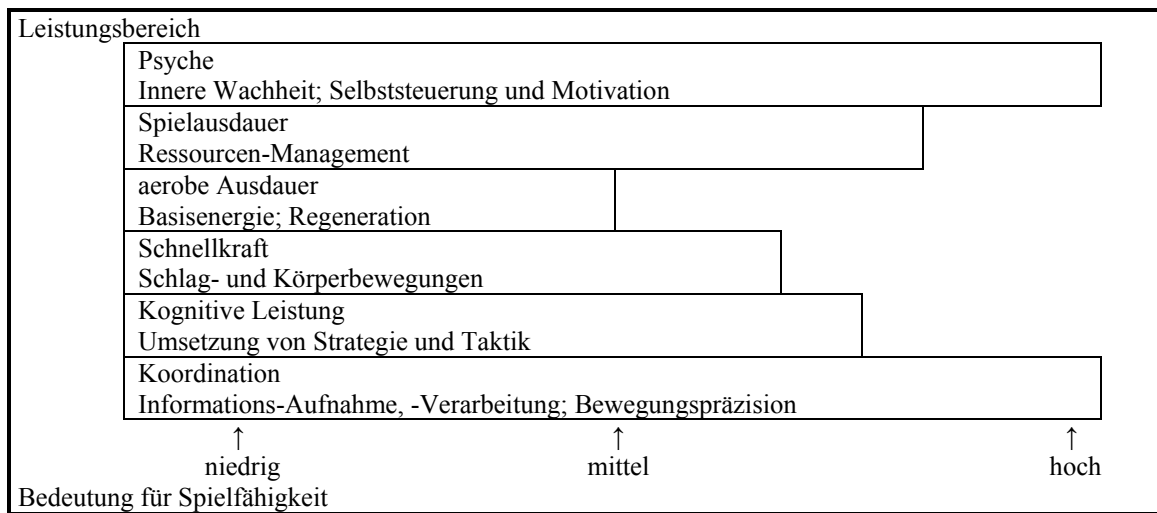 Leistungsbereich
Psyche
Innere Wachheit; Selbststeuerung und Motivation
Spielausdauer
Ressourcen-Management
aerobe Ausdauer
Basisenergie; Regeneration
Schnellkraft
Schlag- und Körperbewegungen
Kognitive Leistung
Umsetzung von Strategie und Taktik
Koordination
Informations-Aufnahme, -Verarbeitung; Bewegungspräzision
↑ ↑ ↑
niedrig mittel hoch
Bedeutung für Spielfähigkeit